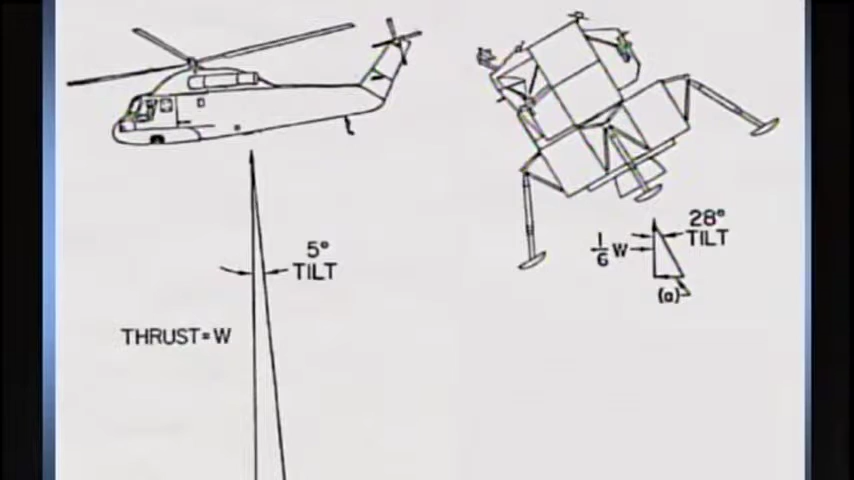 5°
TILT
THRUST=W
28°
TILT
1/6 W
(a)